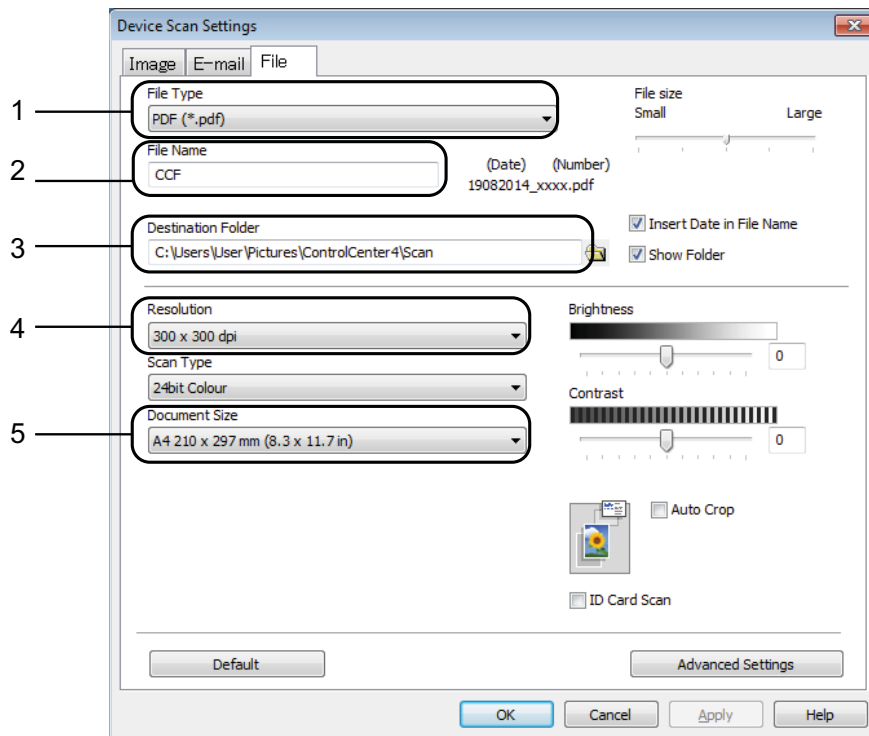 Device Scan Settings
Image E-mail File
1
File Type
PDF (*.pdf)
File size
Small Large
2
File Name
CCF
(Date) (Number)
19082014_xxxx.pdf
3
Destination Folder
C:\Users\User\Pictures\ControlCenter4\Scan
Insert Date in File Name
Show Folder
4
Resolution
300 x 300 dpi
Scan Type
24bit Colour
5
Document Size
A4 210 x 297 mm (8.3 x 11.7 in)
Brightness
0
Contrast
0
Auto Crop
ID Card Scan
Default
Advanced Settings
OK Cancel Apply Help